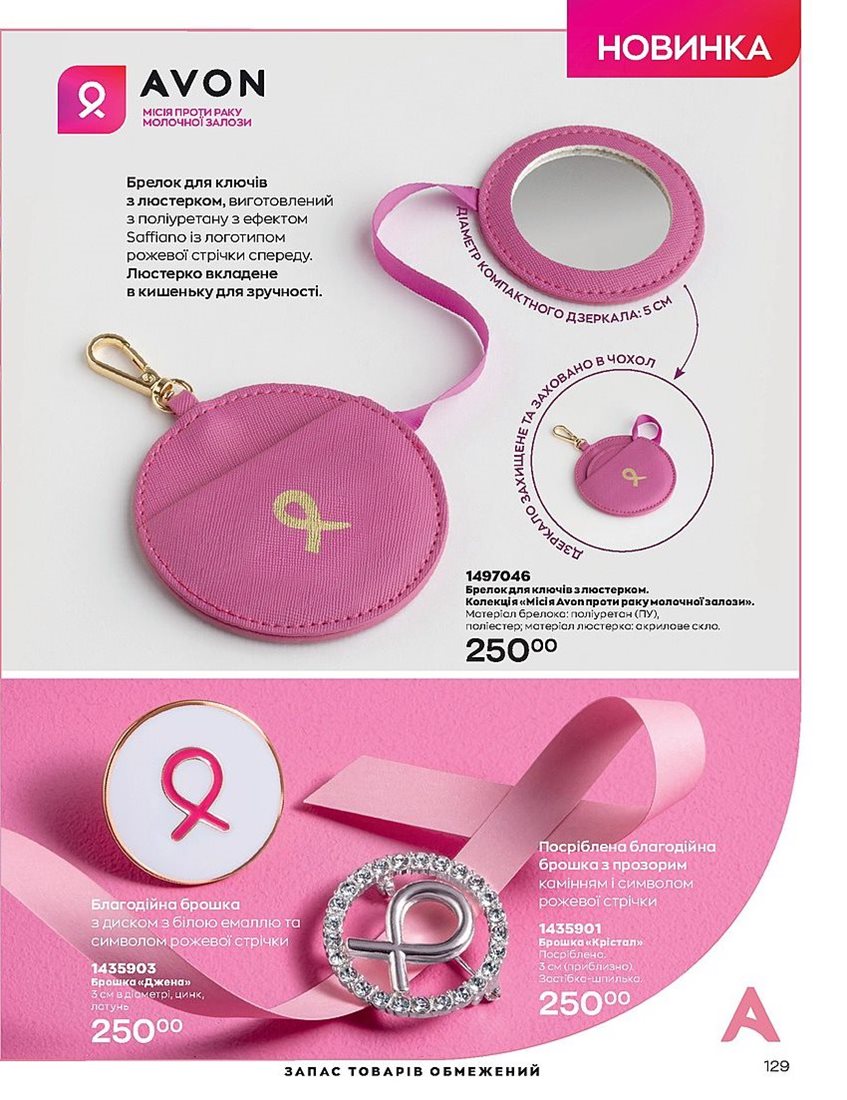 НОВИНКА
AVON
МІСІЯ ПРОТИ РАКУ
МОЛОЧНОЇ ЗАЛОЗИ
Брелок для ключів
з люстерком, виготовлений
з поліуретану з ефектом
Saffiano із логотипом
рожевої стрічки спереду.
Люстерко вкладене
в кишеньку для зручності.
ДІАМЕТР КОМПАКТНОГО ДЗЕРКАЛА: 5 СМ
ДЗЕРКАЛО ЗАХИЩЕНЕ ТА ЗАХОВАНО В ЧОХОЛ
1497046
Брелок для ключів з люстерком.
Колекція «Місія Avon проти раку молочної залози».
Матеріал брелока: поліуретан (ПУ),
поліестер; матеріал люстерка: акрилове скло.
250⁰⁰
Благодійна брошка
з диском з білою емаллю та
символом рожевої стрічки
1435903
Брошка «Джена»
3 см в діаметрі, цинк,
латунь
250⁰⁰
Посріблена благодійна
брошка з прозорим
камінням і символом
рожевої стрічки
1435901
Брошка «Крістал»
Посріблена.
3 см (приблизно).
Застібка-шпилька.
250⁰⁰
A
129
ЗАПАС ТОВАРІВ ОБМЕЖЕНИЙ